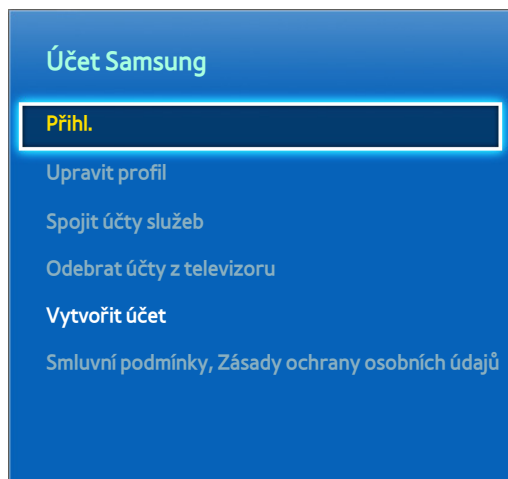 Účet Samsung
Přihl.
Upravit profil
Spojit účty služeb
Odebrat účty z televizoru
Vytvořit účet
Smluvní podmínky, Zásady ochrany osobních údajů